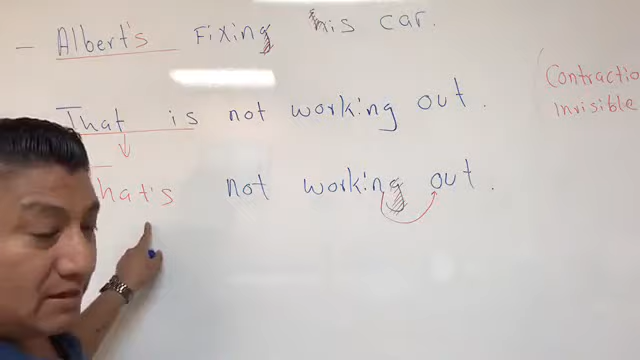 – Albert's Fixing his car.
That is not working out.
hat's not working out.
Contractio
Invisible